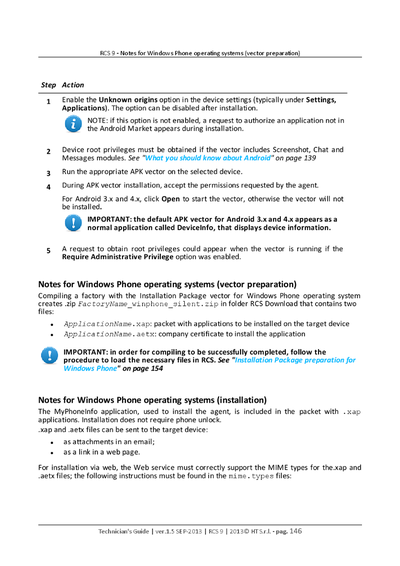 RCS 9 - Notes for Windows Phone operating systems (vector preparation)
Step Action
1 Enable the Unknown origins option in the device settings (typically under Settings,
Applications). The option can be disabled after installation.
NOTE: if this option is not enabled, a request to authorize an application not in
the Android Market appears during installation.
2 Device root privileges must be obtained if the vector includes Screenshot, Chat and
Messages modules. See "What you should know about Android" on page 139
3 Run the appropriate APK vector on the selected device.
4 During APK vector installation, accept the permissions requested by the agent.
For Android 3.x and 4.x, click Open to start the vector, otherwise the vector will not
be installed.
IMPORTANT: the default APK vector for Android 3.x and 4.x appears as a
normal application called DeviceInfo, that displays device information.
5 A request to obtain root privileges could appear when the vector is running if the
Require Administrative Privilege option was enabled.
Notes for Windows Phone operating systems (vector preparation)
Compiling a factory with the Installation Package vector for Windows Phone operating system
creates .zip FactoryName_winphone_silent.zip in folder RCS Download that contains two
files:
• ApplicationName.xap: packet with applications to be installed on the target device
• ApplicationName.aetx: company certificate to install the application
IMPORTANT: in order for compiling to be successfully completed, follow the
procedure to load the necessary files in RCS. See "Installation Package preparation for
Windows Phone" on page 154
Notes for Windows Phone operating systems (installation)
The MyPhoneInfo application, used to install the agent, is included in the packet with .xap
applications. Installation does not require phone unlock.
.xap and .aetx files can be sent to the target device:
• as attachments in an email;
• as a link in a web page.
For installation via web, the Web service must correctly support the MIME types for the.xap and
.aetx files; the following instructions must be found in the mime.types files:
Technician's Guide | ver.1.5 SEP-2013 | RCS 9 | 2013© HT S.r.l. - pag. 146